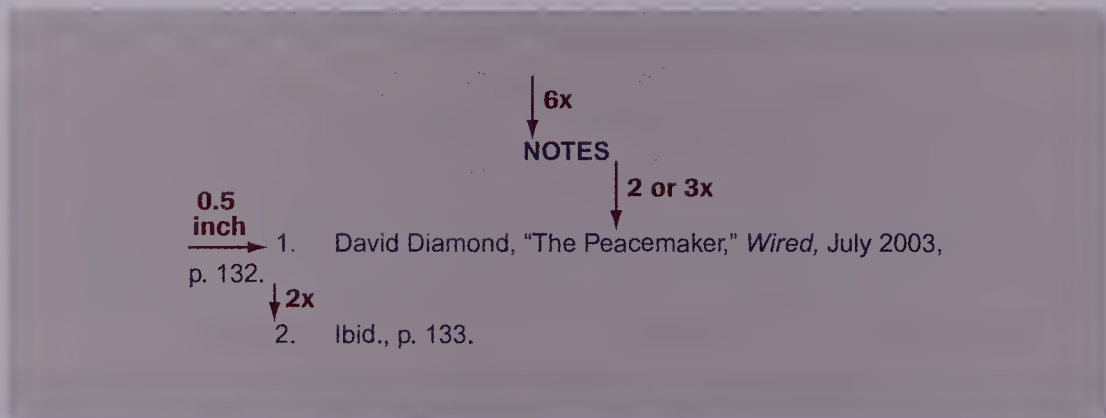 6x
NOTES
2 or 3x
0.5
inch
1. David Diamond, “The Peacemaker,” Wired, July 2003,
p. 132.
2x
2. Ibid., p. 133.